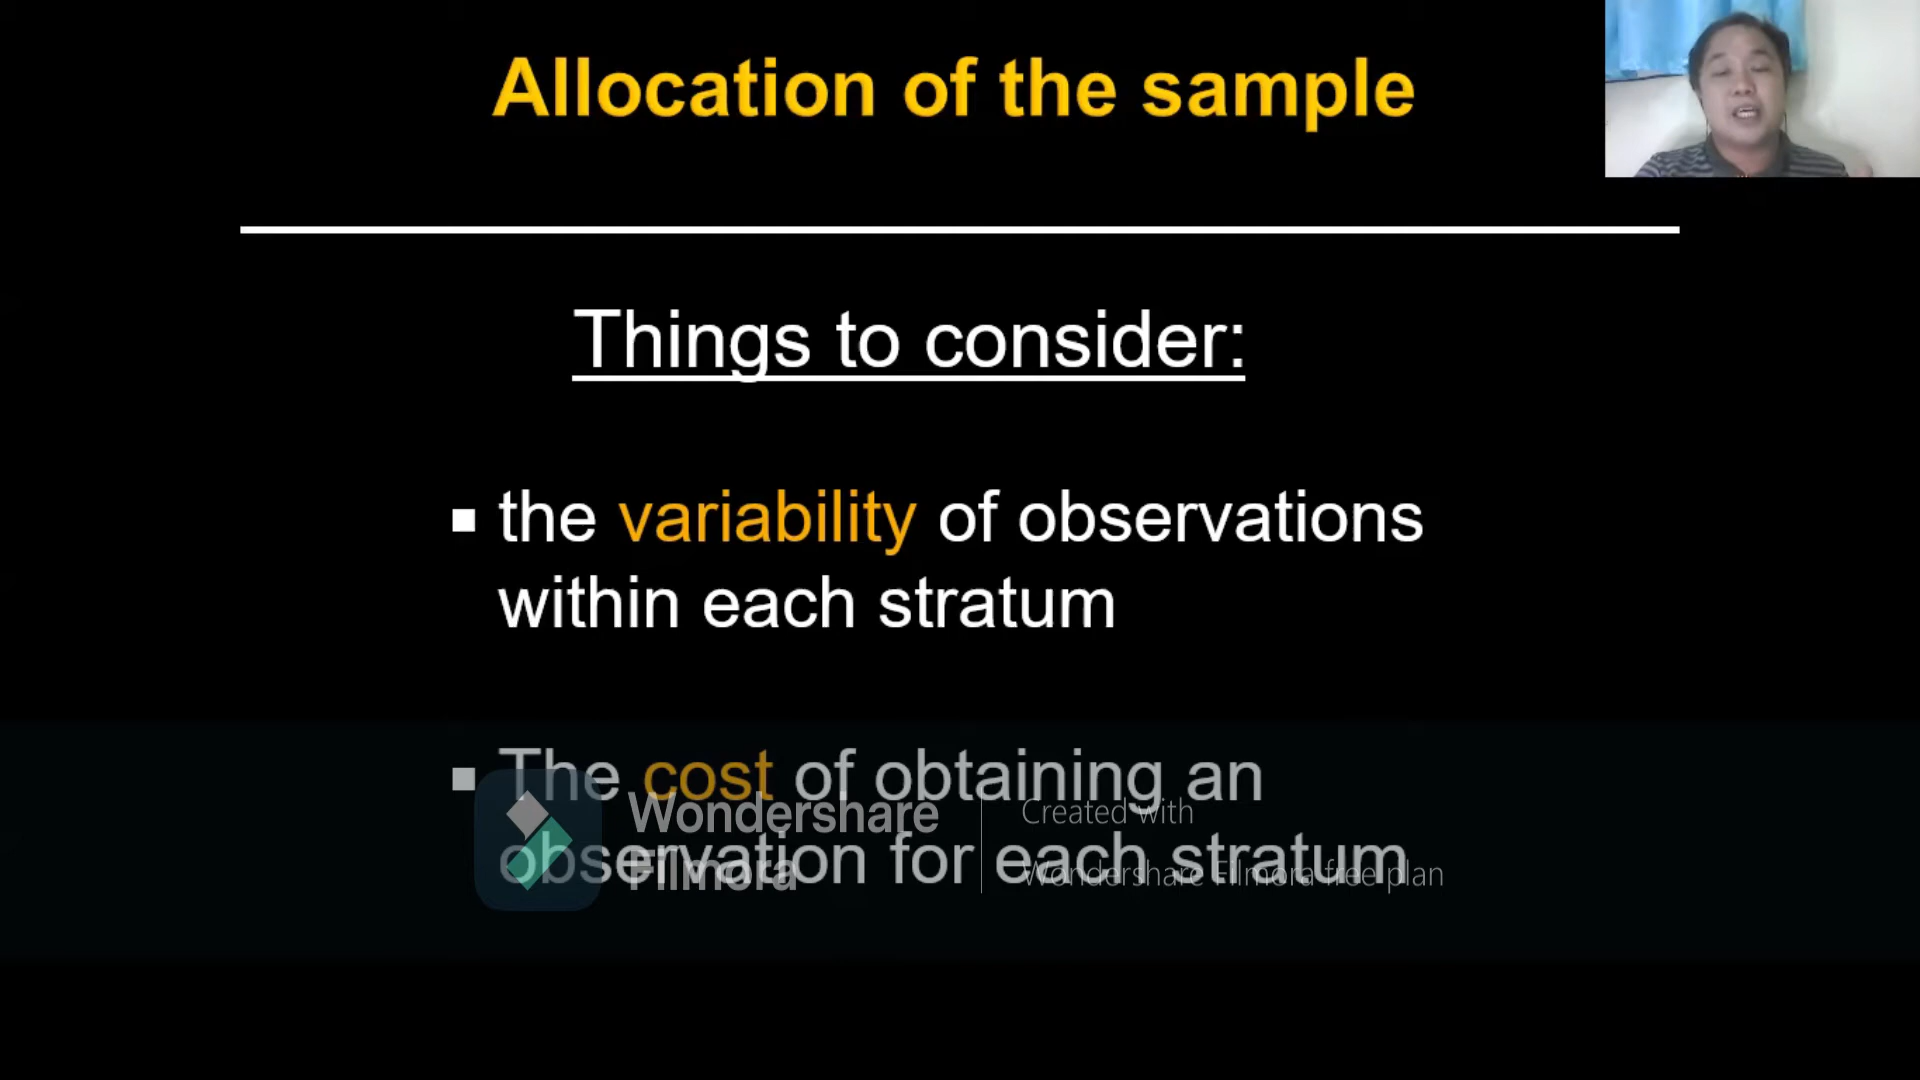 Allocation of the sample
Things to consider:
▪ the variability of observations
within each stratum
▪ The cost of obtaining an
observation for each stratum
Wondershare
Filmora
Created with
Wondershare Filmora free plan